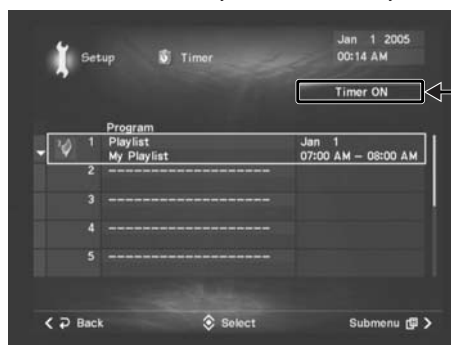 Jan 1 2005
Setup Timer 00:14 AM
Timer ON
Program
1 Playlist Jan 1
My Playlist 07:00 AM – 08:00 AM
2 --------------------
3 --------------------
4 --------------------
5 --------------------
Back Select Submenu